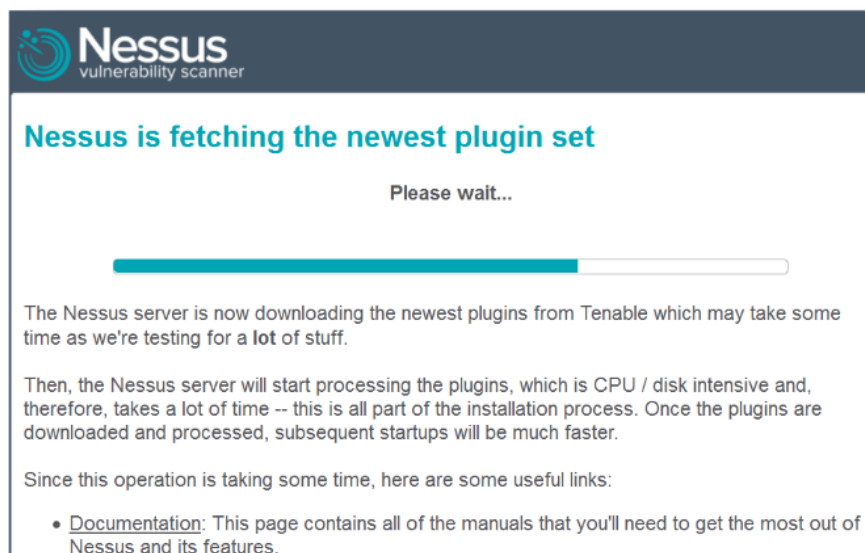 Nessus
vulnerability scanner
Nessus is fetching the newest plugin set
Please wait...
The Nessus server is now downloading the newest plugins from Tenable which may take some
time as we're testing for a lot of stuff.
Then, the Nessus server will start processing the plugins, which is CPU / disk intensive and,
therefore, takes a lot of time -- this is all part of the installation process. Once the plugins are
downloaded and processed, subsequent startups will be much faster.
Since this operation is taking some time, here are some useful links:
• Documentation: This page contains all of the manuals that you'll need to get the most out of
Nessus and its features.